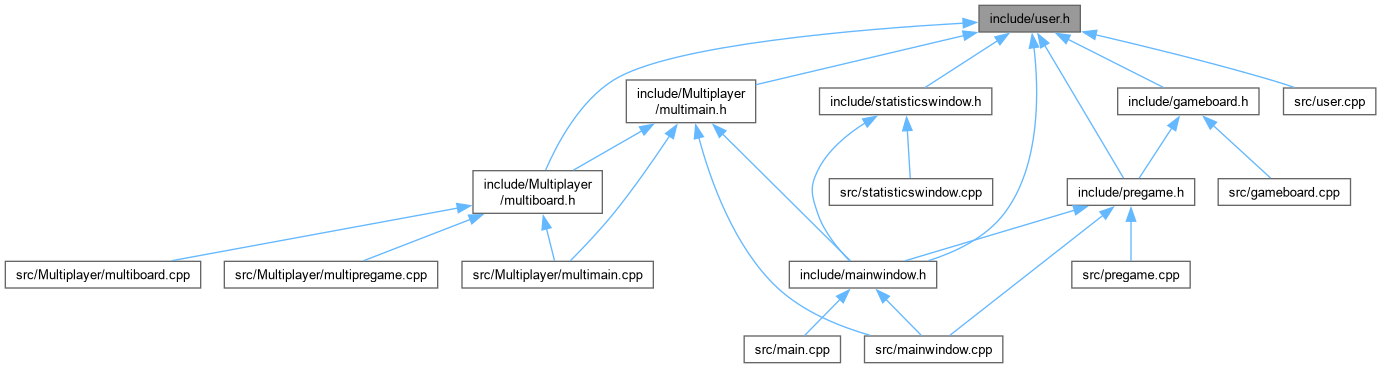 include/user.h
include/Multiplayer
/multimain.h
include/statisticswindow.h
include/gameboard.h
src/user.cpp
include/Multiplayer
/multiboard.h
src/statisticswindow.cpp
include/pregame.h
src/gameboard.cpp
src/Multiplayer/multiboard.cpp
src/Multiplayer/multipregame.cpp
src/Multiplayer/multimain.cpp
include/mainwindow.h
src/pregame.cpp
src/main.cpp
src/mainwindow.cpp